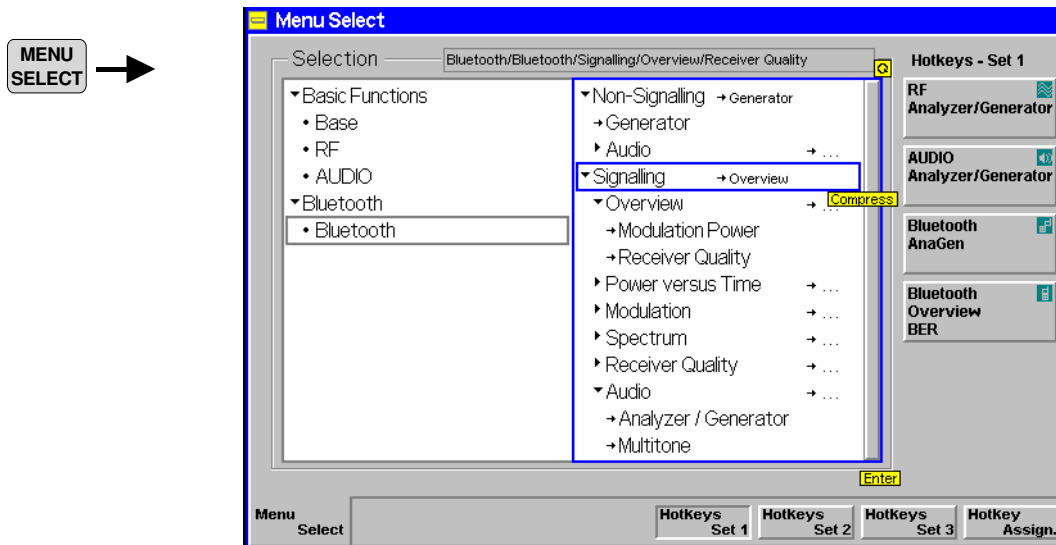 MENU
SELECT
Menu Select
Selection
Bluetooth/Bluetooth/Signalling/Overview/Receiver Quality
▾Basic Functions
• Base
• RF
• AUDIO
▾Bluetooth
• Bluetooth
▾Non-Signalling →Generator
→Generator
▸Audio → ...
▾Signalling →Overview
Compress
▾Overview → ...
→Modulation Power
→Receiver Quality
▸Power versus Time → ...
▸Modulation → ...
▸Spectrum → ...
▸Receiver Quality → ...
▾Audio → ...
→Analyzer / Generator
→Multitone
Enter
Hotkeys - Set 1
RF
Analyzer/Generator
AUDIO
Analyzer/Generator
Bluetooth
AnaGen
Bluetooth
Overview
BER
Menu
Select
Hotkeys
Set 1
Hotkeys
Set 2
Hotkeys
Set 3
Hotkey
Assign.